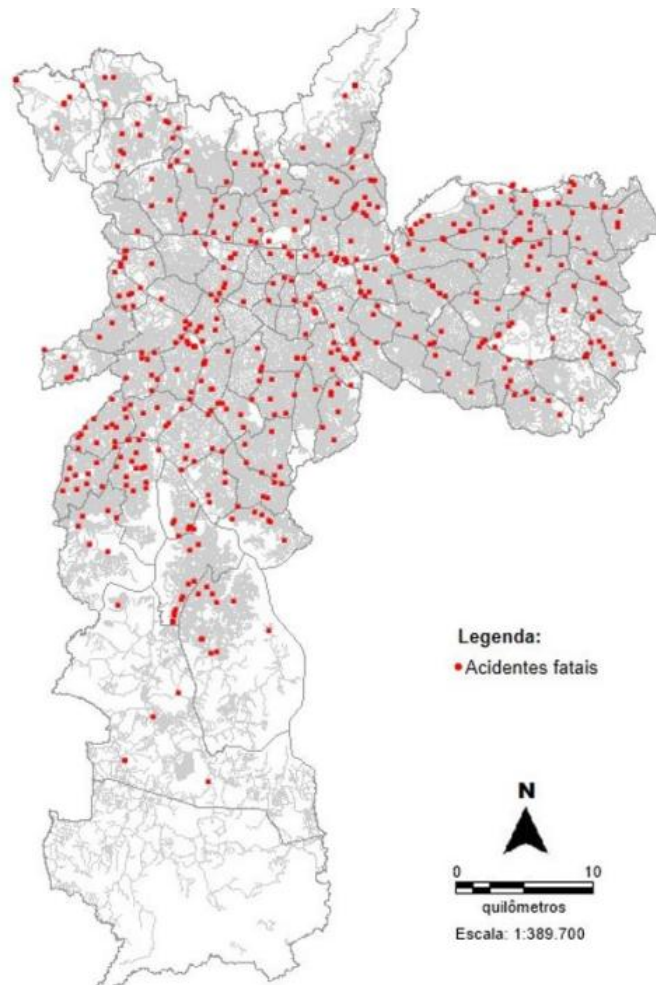 Legenda:
Acidentes fatais
N
0 10
quilômetros
Escala: 1:389.700